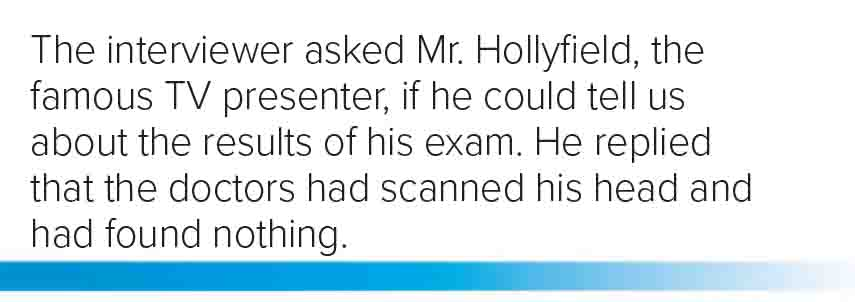 The interviewer asked Mr. Hollyfield, the
famous TV presenter, if he could tell us
about the results of his exam. He replied
that the doctors had scanned his head and
had found nothing.